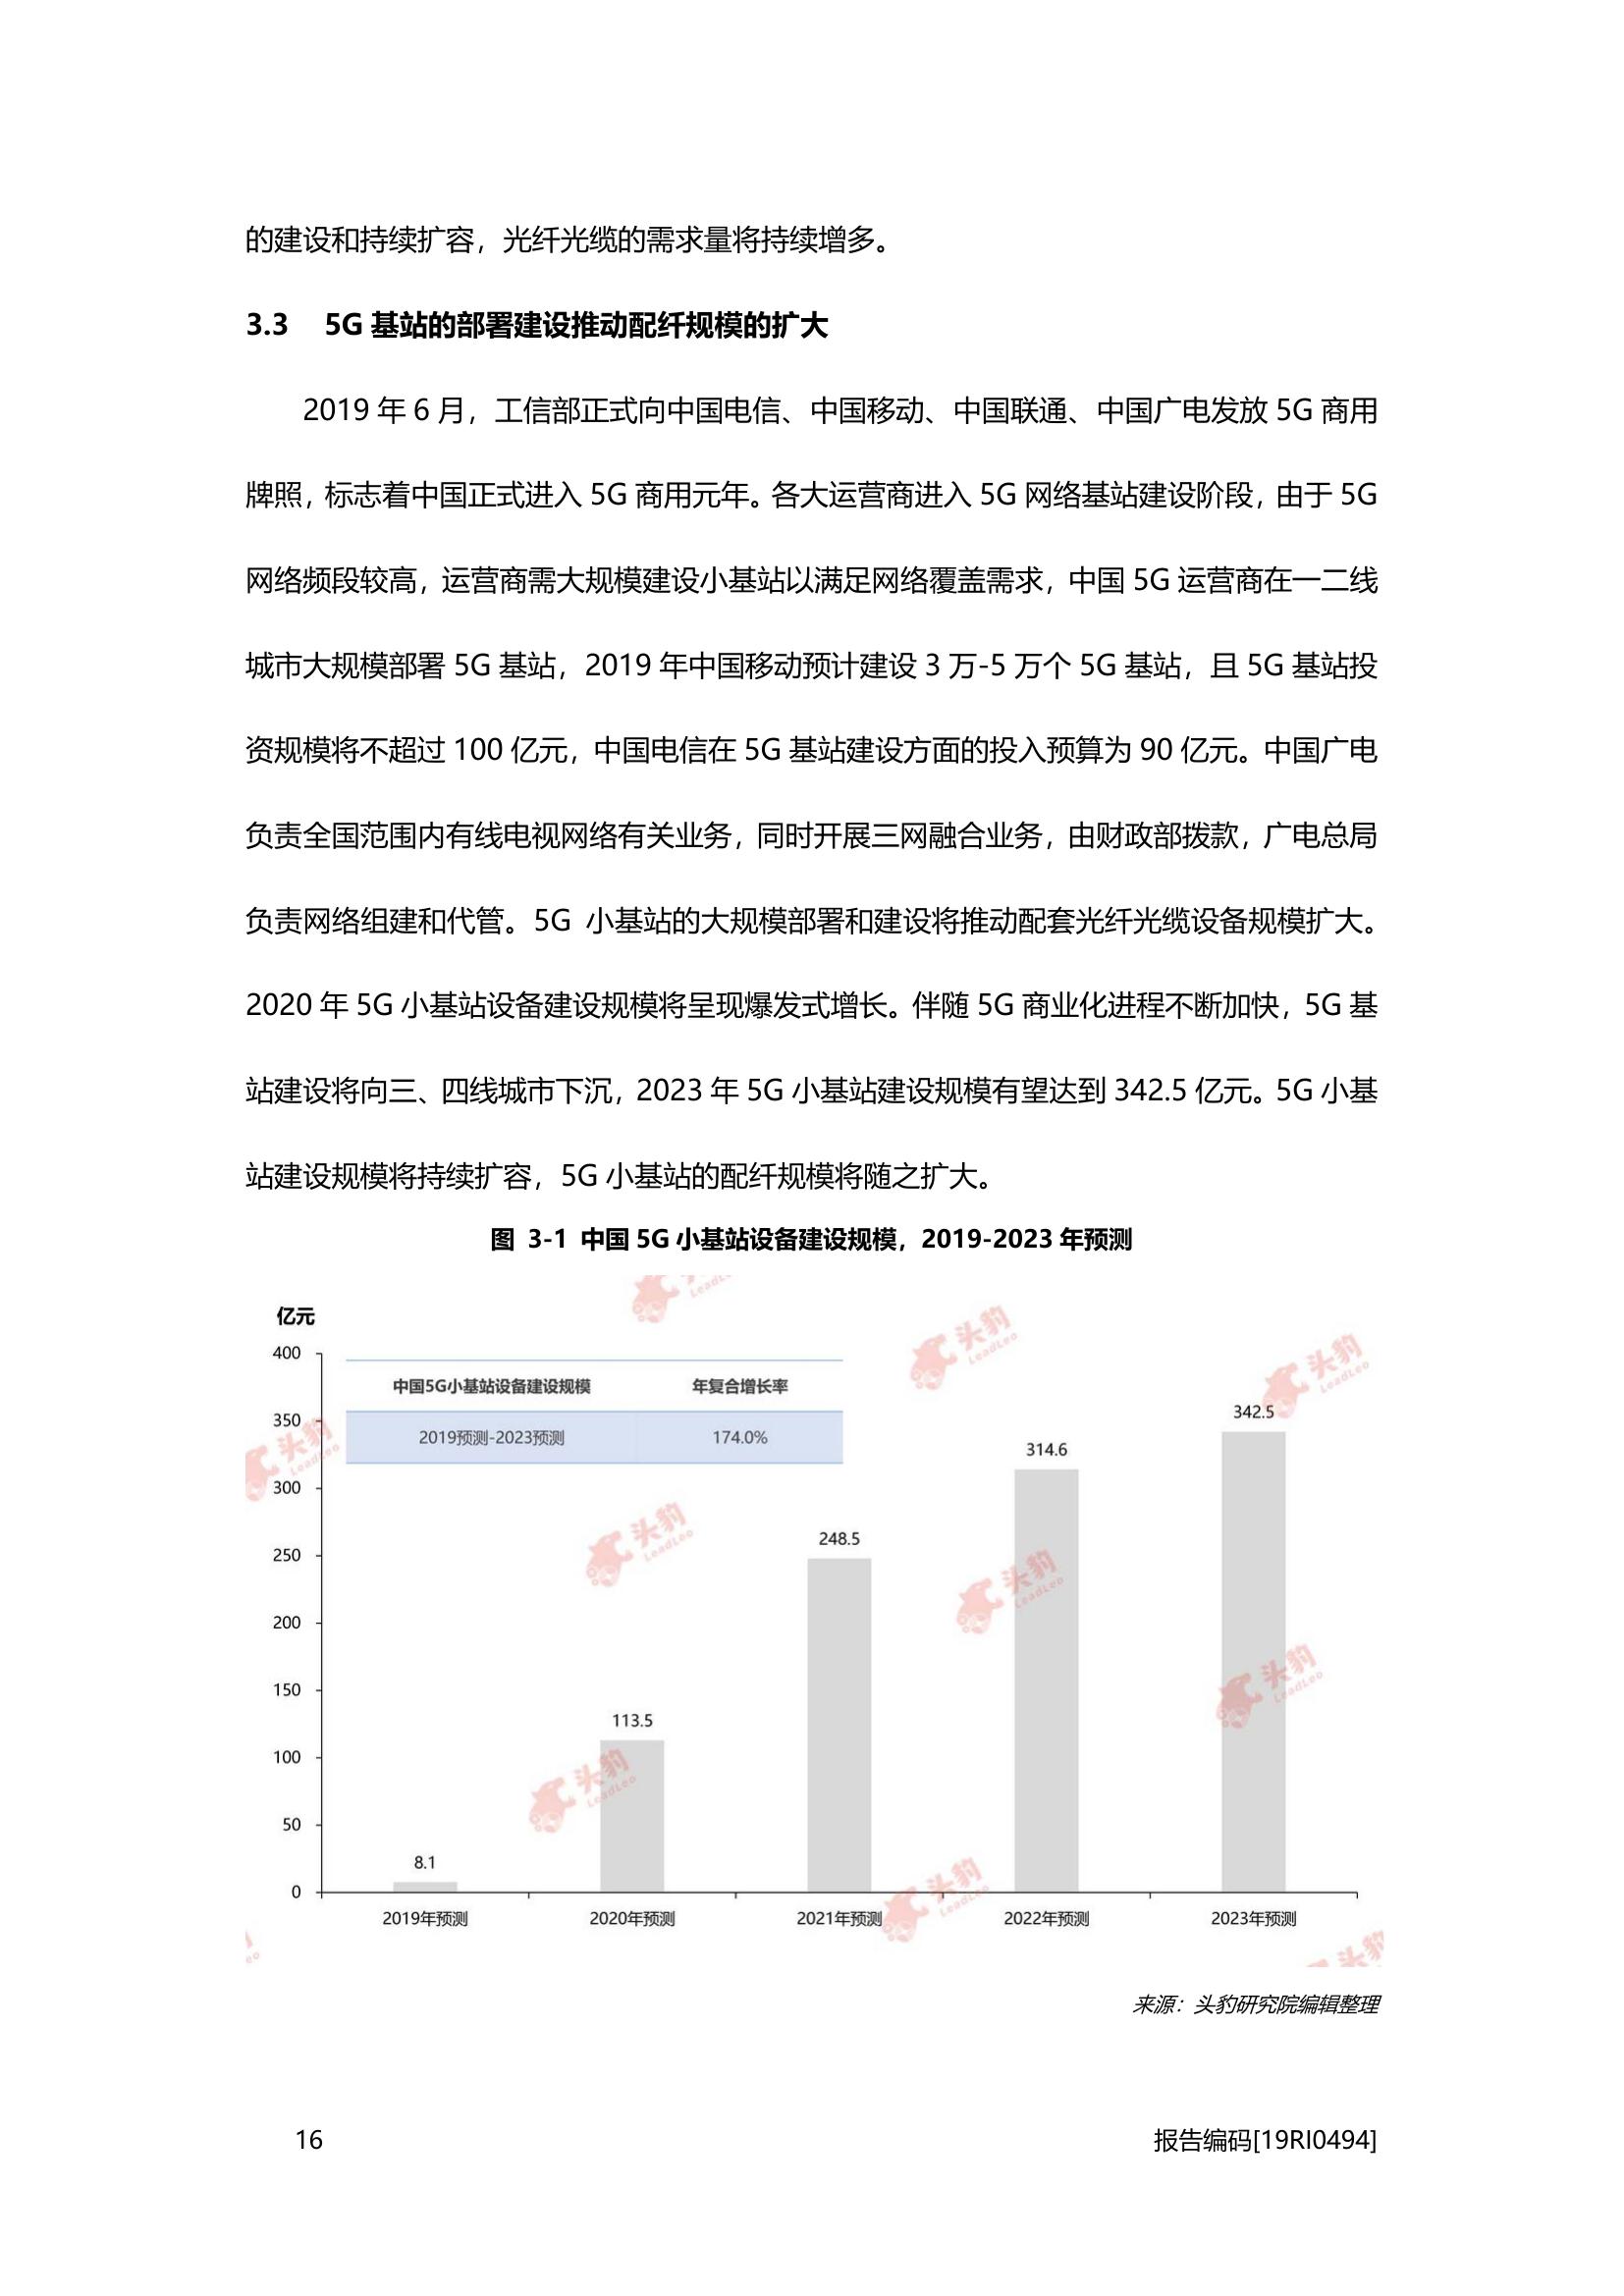 的建设和持续扩容，光纤光缆的需求量将持续增多。
3.3 5G 基站的部署建设推动配纤规模的扩大
2019 年 6 月，工信部正式向中国电信、中国移动、中国联通、中国广电发放 5G 商用
牌照，标志着中国正式进入 5G 商用元年。各大运营商进入 5G 网络基站建设阶段，由于 5G
网络频段较高，运营商需大规模建设小基站以满足网络覆盖需求，中国 5G 运营商在一二线
城市大规模部署 5G 基站，2019 年中国移动预计建设 3 万-5 万个 5G 基站，且 5G 基站投
资规模将不超过 100 亿元，中国电信在 5G 基站建设方面的投入预算为 90 亿元。中国广电
负责全国范围内有线电视网络有关业务，同时开展三网融合业务，由财政部拨款，广电总局
负责网络组建和代管。5G 小基站的大规模部署和建设将推动配套光纤光缆设备规模扩大。
2020 年 5G 小基站设备建设规模将呈现爆发式增长。伴随 5G 商业化进程不断加快，5G 基
站建设将向三、四线城市下沉，2023 年 5G 小基站建设规模有望达到 342.5 亿元。5G 小基
站建设规模将持续扩容，5G 小基站的配纤规模将随之扩大。
图 3-1 中国 5G 小基站设备建设规模，2019-2023 年预测
亿元
400
350
300
250
200
150
100
50
0
中国5G小基站设备建设规模 年复合增长率
2019预测-2023预测 174.0%
8.1
113.5
248.5
314.6
342.5
2019年预测 2020年预测 2021年预测 2022年预测 2023年预测
头豹
LeadLeo
头豹
LeadLeo
头豹
LeadLeo
头豹
LeadLeo
头豹
LeadLeo
头豹
LeadLeo
头豹
LeadLeo
头豹
LeadLeo
来源：头豹研究院编辑整理
16 报告编码[19RI0494]